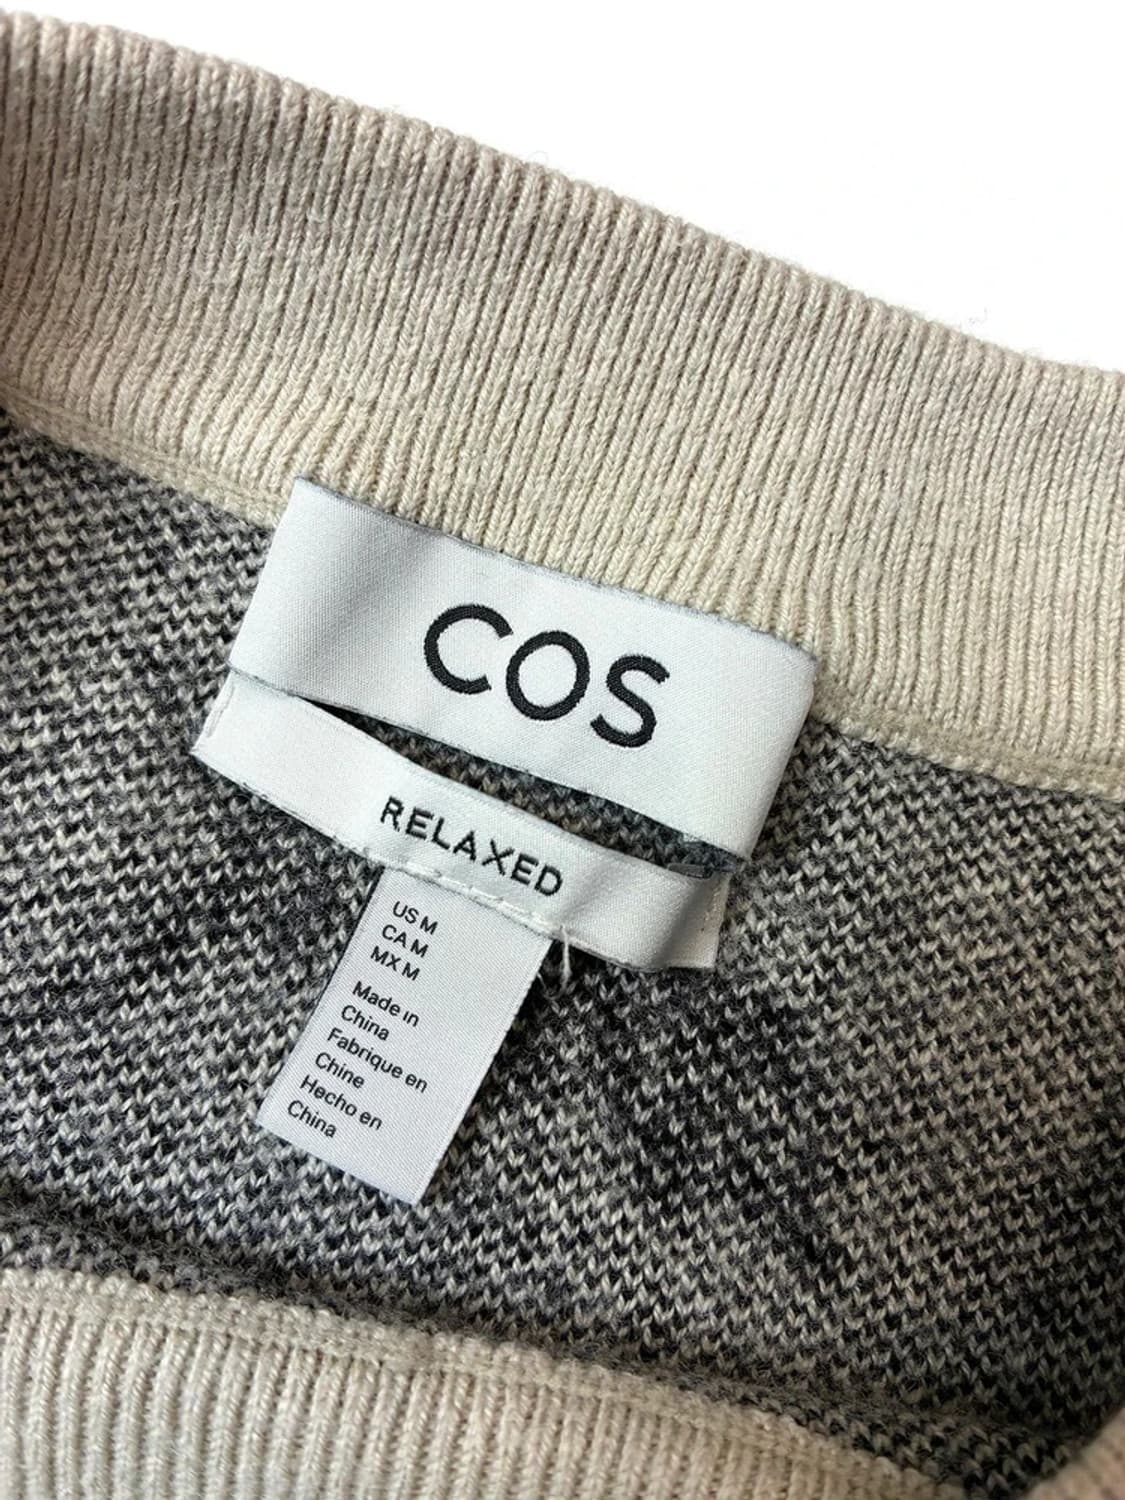 COS
RELAXED
US M
CA M
MX M
Made in
China
Fabrique en
Chine
Hecho en
China